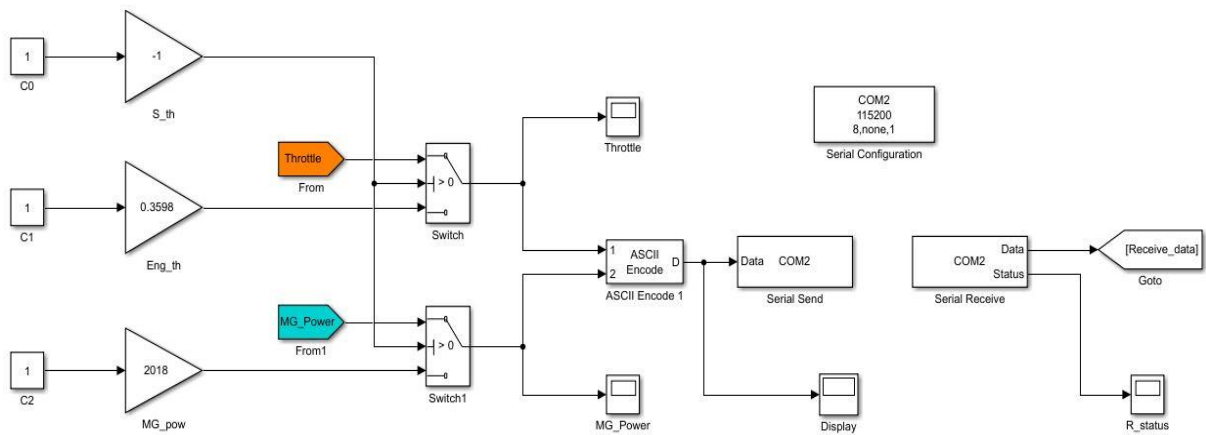 1
C0
-1
S_th
Throttle
From
> 0
Switch
Throttle
COM2
115200
8,none,1
Serial Configuration
1
C1
0.3598
Eng_th
1
2
ASCII
Encode
D
ASCII Encode 1
Data
COM2
Serial Send
COM2
Data
Status
Serial Receive
[Receive_data]
Goto
1
C2
2018
MG_pow
MG_Power
From1
> 0
Switch1
MG_Power
Display
R_status